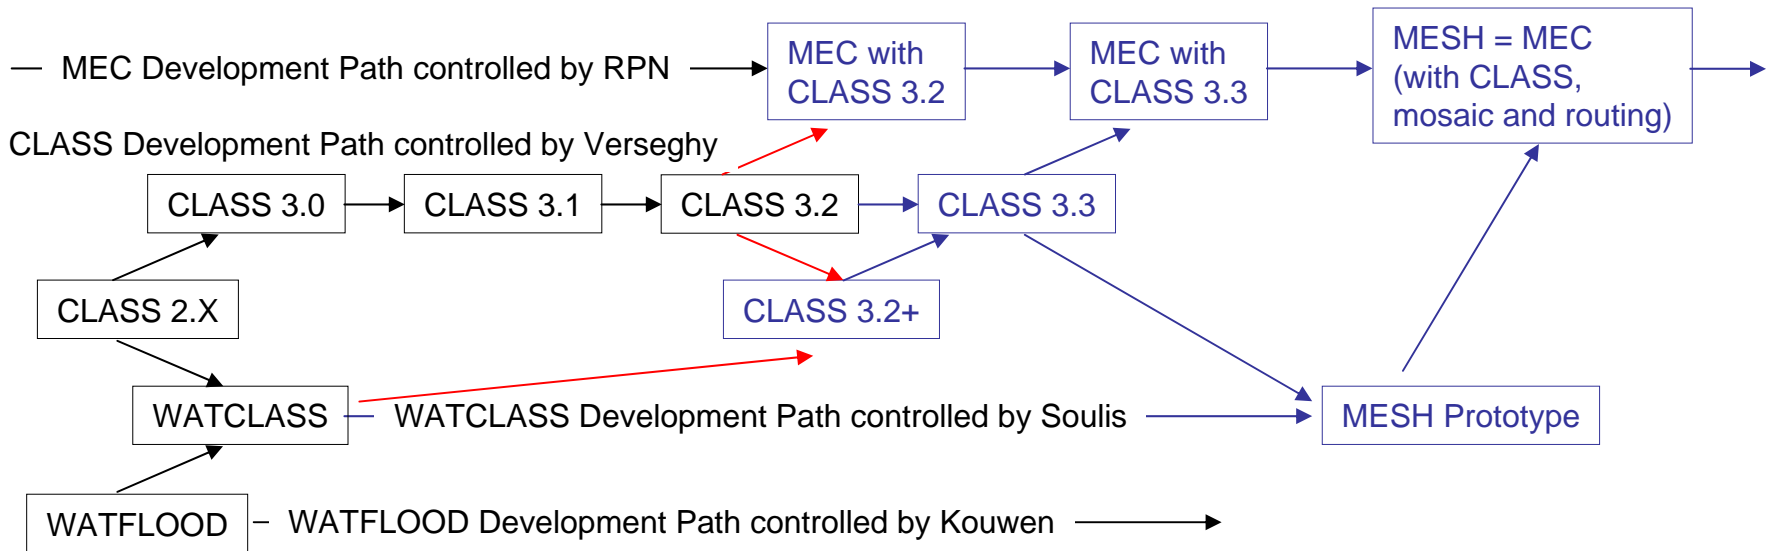 MEC Development Path controlled by RPN
MEC with
CLASS 3.2
MEC with
CLASS 3.3
MESH = MEC
(with CLASS,
mosaic and routing)
CLASS Development Path controlled by Verseghy
CLASS 3.0
CLASS 3.1
CLASS 3.2
CLASS 3.3
CLASS 2.X
CLASS 3.2+
WATCLASS
WATCLASS Development Path controlled by Soulis
MESH Prototype
WATFLOOD
WATFLOOD Development Path controlled by Kouwen